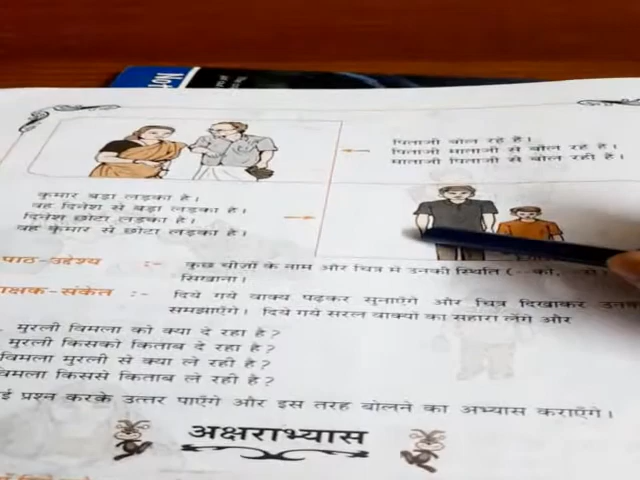 Not
पिताजी बोल रहे है।
पिताजी माताजी से बोल रहे है।
माताजी पिताजी से बोल रही है।
कुमार बड़ा लड़का है।
वह दिनेश से बड़ा लड़का है।
दिनेश छोटा लड़का है।
वह कुमार से छोटा लड़का है।
पाठ-उद्देश्य :- कुछ चीज़ों के नाम और चित्र में उनकी स्थिति (--को, --से)
सिखाना।
क्षक-संकेत :- दिये गये वाक्य पढ़कर सुनाएँगे और चित्र दिखाकर उनक
समझाएँगे। दिये गये सरल वाक्यों का सहारा लेंगे और
मुरली विमला को क्या दे रहा है?
मुरली किसको किताब दे रहा है?
विमला मुरली से क्या ले रही है?
विमला किससे किताब ले रही है?
ई प्रश्न करके उत्तर पाएँगे और इस तरह बोलने का अभ्यास कराएँगे।
अक्षराभ्यास